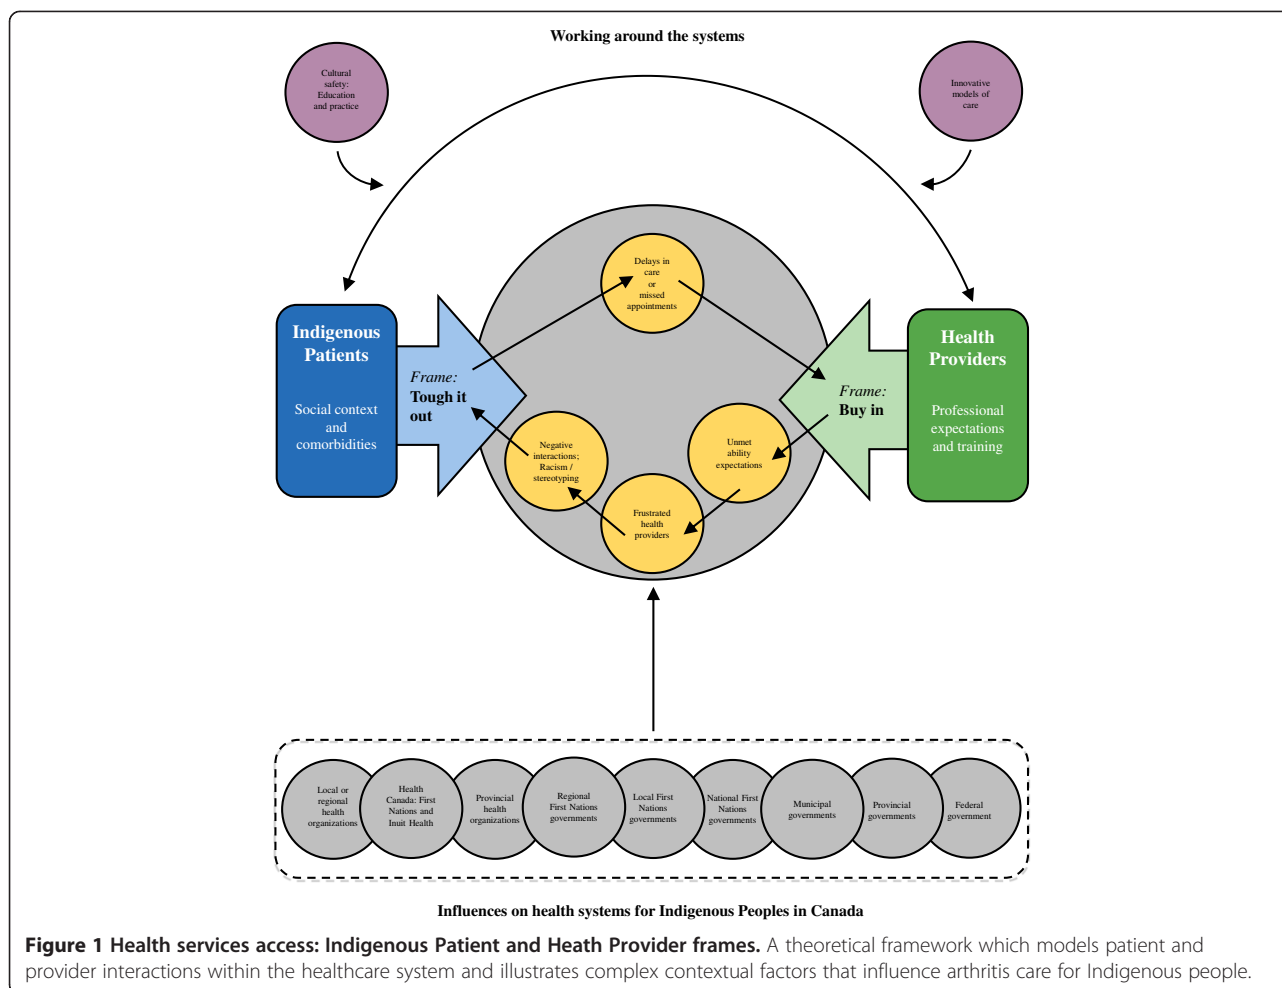 Working around the systems
Cultural
safety:
Education
and practice
Innovative
models of
care
Delays in
care
or
missed
appointments
Indigenous
Patients
Social context
and
comorbidities
Frame:
Tough it
out
Frame:
Buy in
Health
Providers
Professional
expectations
and training
Negative
interactions;
Racism /
stereotyping
Unmet
ability
expectations
Frustrated
health
providers
Local or
regional
health
organizations
Health
Canada: First
Nations and
Inuit Health
Provincial
health
organizations
Regional
First Nations
governments
Local First
Nations
governments
National First
Nations
governments
Municipal
governments
Provincial
governments
Federal
government
Influences on health systems for Indigenous Peoples in Canada
Figure 1 Health services access: Indigenous Patient and Heath Provider frames. A theoretical framework which models patient and
provider interactions within the healthcare system and illustrates complex contextual factors that influence arthritis care for Indigenous people.